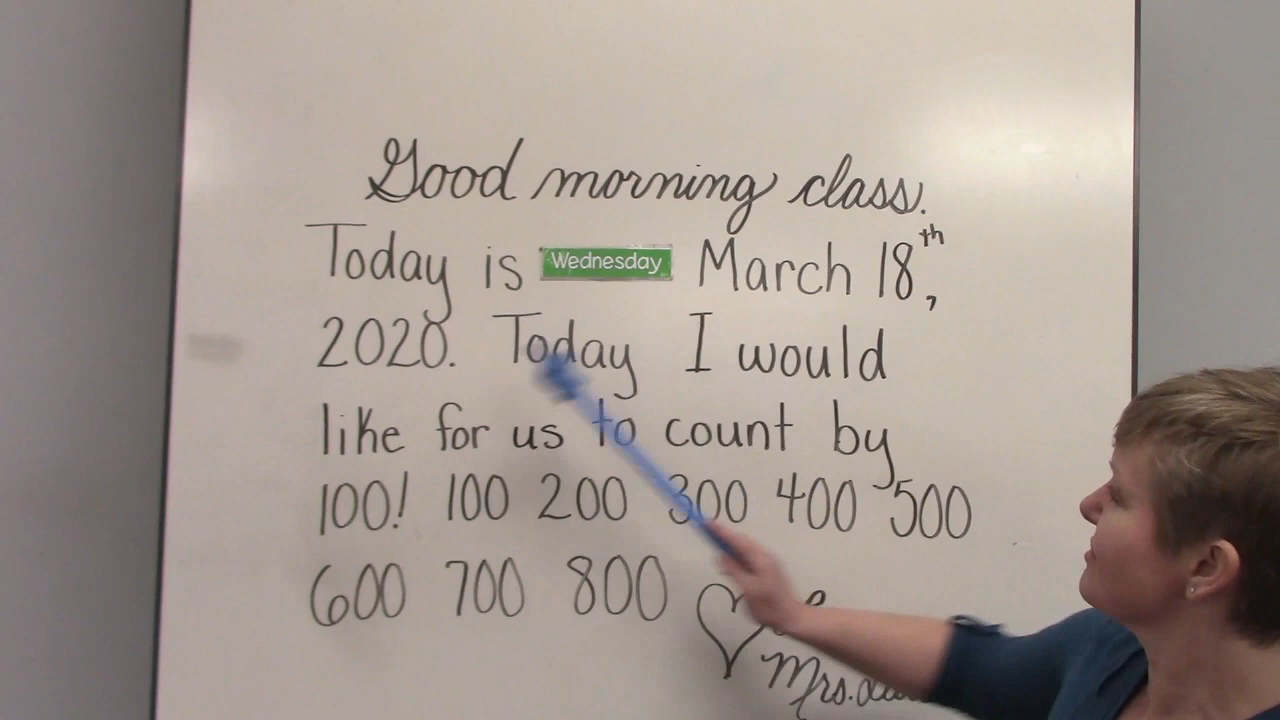 Good morning class.
Today is Wednesday March 18th,
2020. Today I would
like for us to count by
100! 100 200 300 400 500
600 700 800
Mrs.